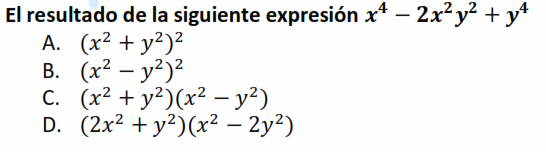 El resultado de la siguiente expresión x⁴ − 2x²y² + y⁴
A. (x² + y²)²
B. (x² − y²)²
C. (x² + y²)(x² − y²)
D. (2x² + y²)(x² − 2y²)